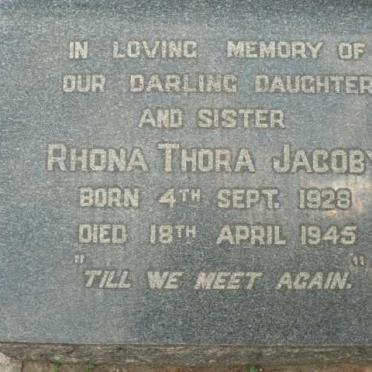 IN LOVING MEMORY OF
OUR DARLING DAUGHTER
AND SISTER
RHONA THORA JACOBY
BORN 4TH SEPT. 1928
DIED 18TH APRIL 1945
"TILL WE MEET AGAIN."